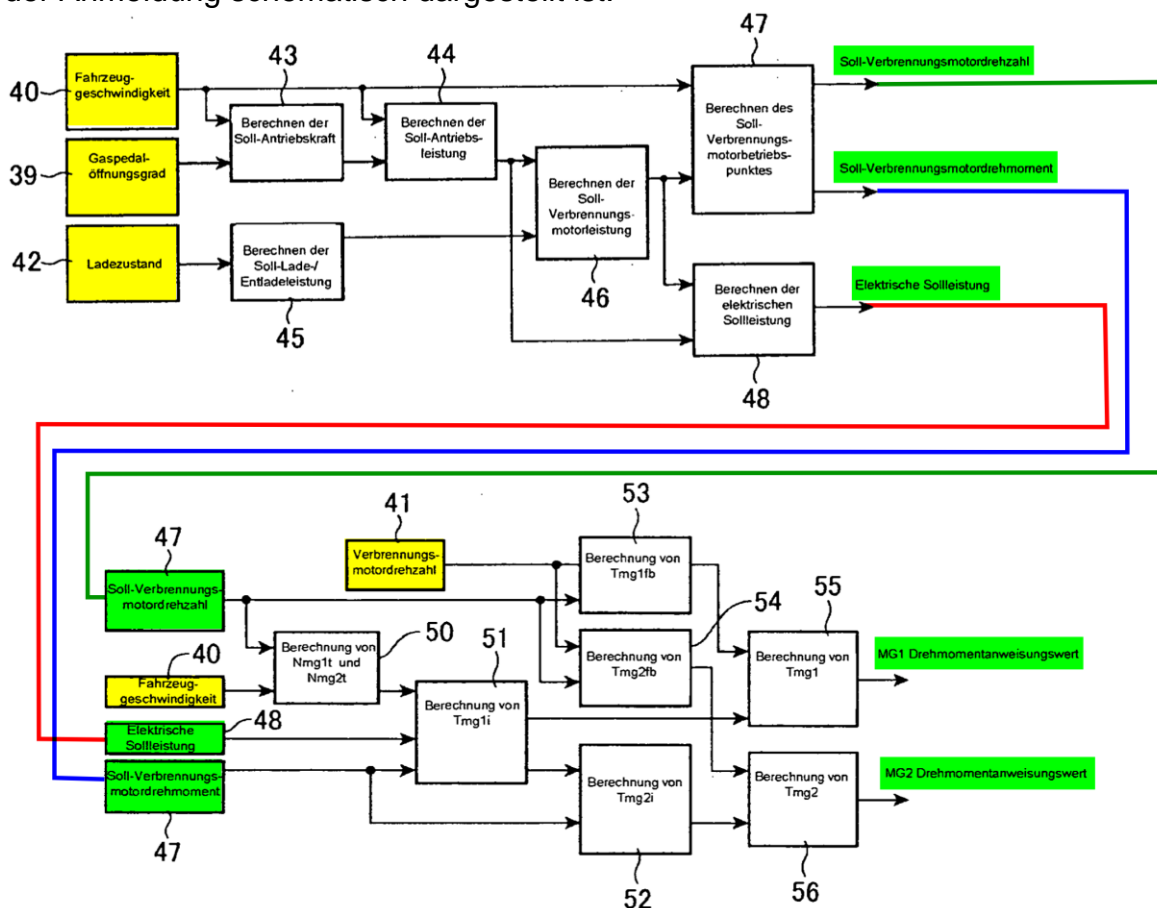 der Anmeldung schematisch dargestellt ist.
40
Fahrzeug-
geschwindigkeit
43
Berechnen der
Soll-Antriebskraft
44
Berechnen der
Soll-Antriebs-
leistung
47
Berechnen des
Soll-
Verbrennungs-
motorbetriebs-
punktes
Soll-Verbrennungsmotordrehzahl
39
Gaspedal-
öffnungsgrad
Soll-Verbrennungsmotordrehmoment
42
Ladezustand
Berechnen der
Soll-Lade-/
Entladeleistung
45
Berechnen der
Soll-
Verbrennungs-
motorleistung
46
Berechnen der
elektrischen
Sollleistung
48
Elektrische Soilleistung
47
Soll-Verbrennungs-
motordrehzahl
41
Verbrennungs-
motordrehzahl
53
Berechnung von
Tmg1fb
54
Berechnung von
Tmg2fb
55
Berechnung von
Tmg1
MG1 Drehmomentanweisungswert
40
Fahrzeug-
geschwindigkeit
50
Berechnung von
Nmg1t und
Nmg2t
51
Berechnung von
Tmg1i
48
Elektrische
Sollleistung
Soll-Verbrennungs-
motordrehmoment
47
Berechnung von
Tmg2i
52
Berechnung von
Tmg2
56
MG2 Drehmomentanweisungswert